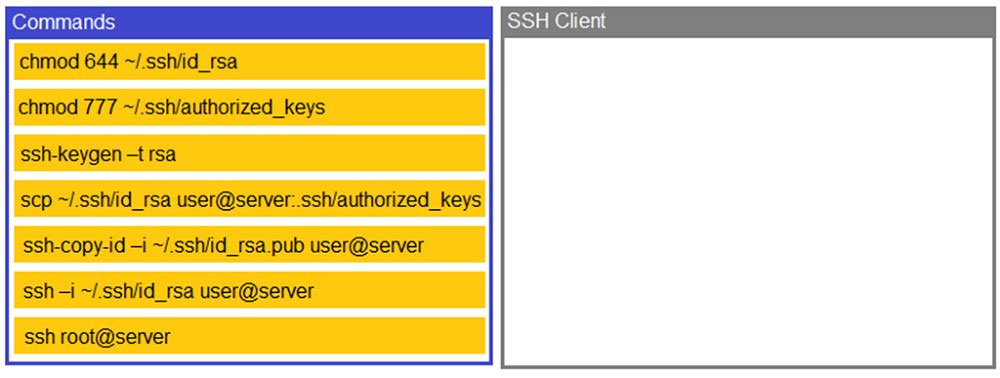 Commands
chmod 644 ~/.ssh/id_rsa
chmod 777 ~/.ssh/authorized_keys
ssh-keygen –t rsa
scp ~/.ssh/id_rsa user@server:.ssh/authorized_keys
ssh-copy-id –i ~/.ssh/id_rsa.pub user@server
ssh –i ~/.ssh/id_rsa user@server
ssh root@server
SSH Client